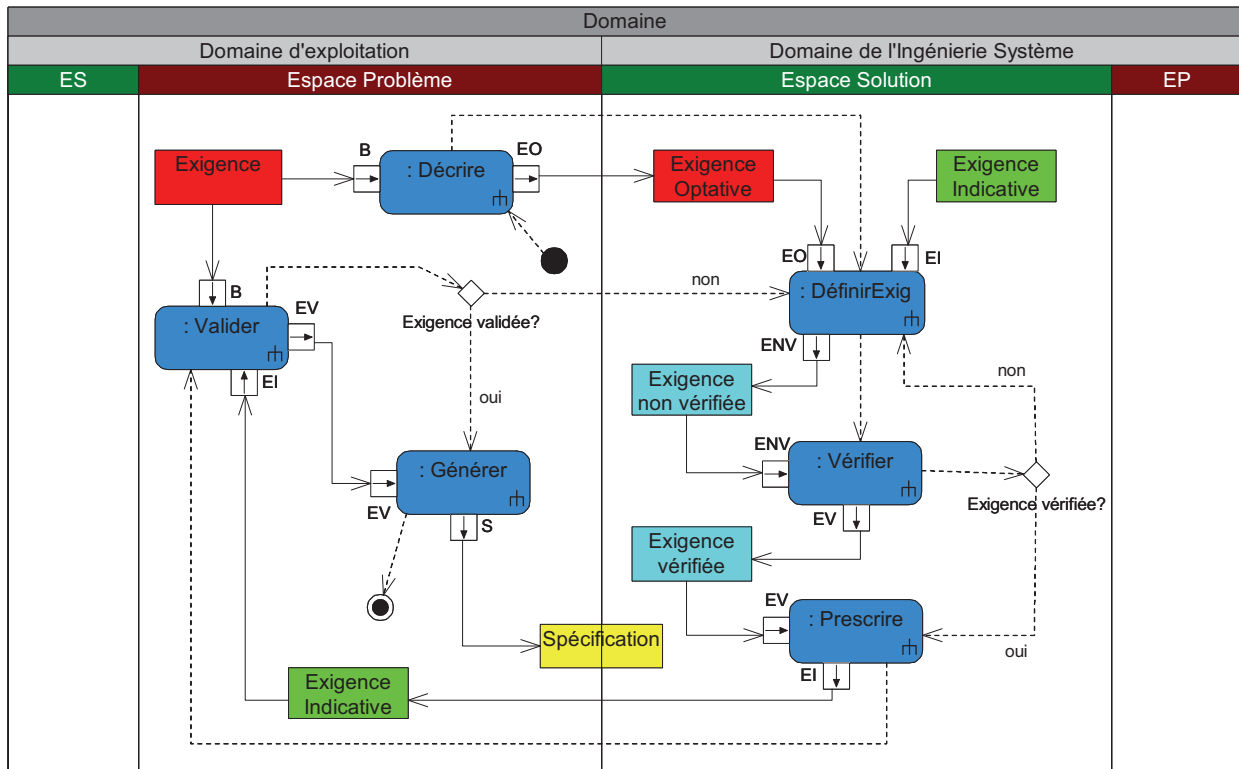 Domaine
Domaine d'exploitation
Domaine de l'Ingénierie Système
ES
Espace Problème
Espace Solution
EP
Exigence
B
: Décrire
EO
Exigence
Optative
Exigence
Indicative
B
: Valider
EV
EI
Exigence validée?
non
oui
EO
EI
: DéfinirExig
ENV
Exigence
non vérifiée
non
ENV
: Vérifier
EV
Exigence vérifiée?
: Générer
EV
S
Exigence
vérifiée
EV
: Prescrire
EI
oui
Spécification
Exigence
Indicative